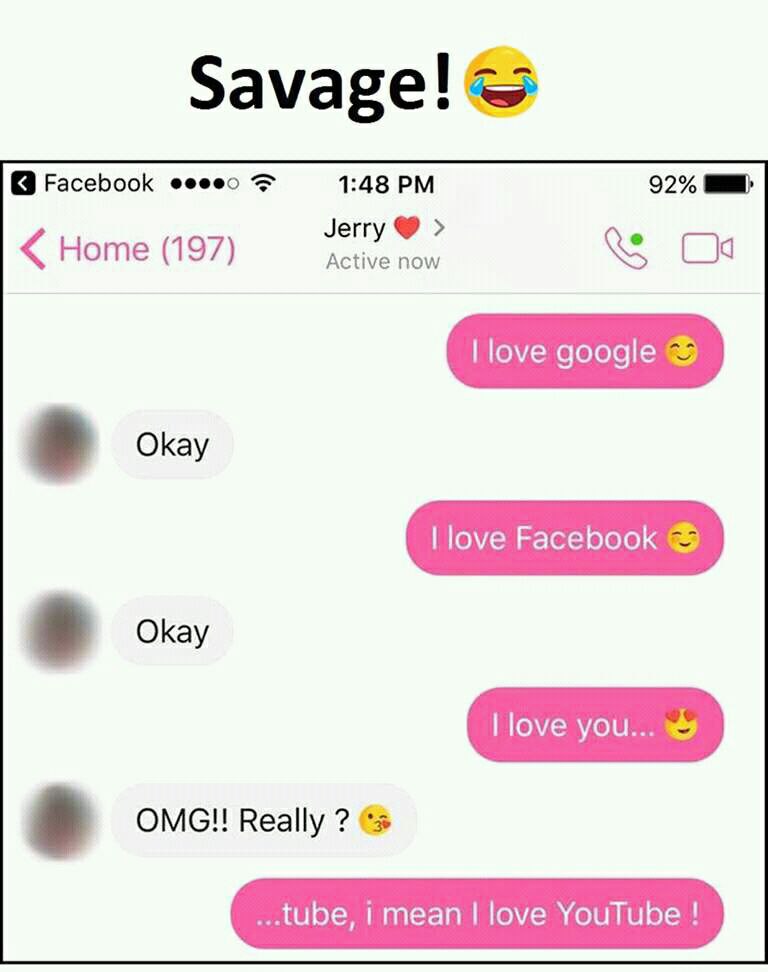 Savage!😂
Facebook 1:48 PM 92%
Home (197) Jerry ❤️ >
Active now
I love google 😊
Okay
I love Facebook 😊
Okay
I love you... 😍
OMG!! Really ? 😘
...tube, i mean I love YouTube !